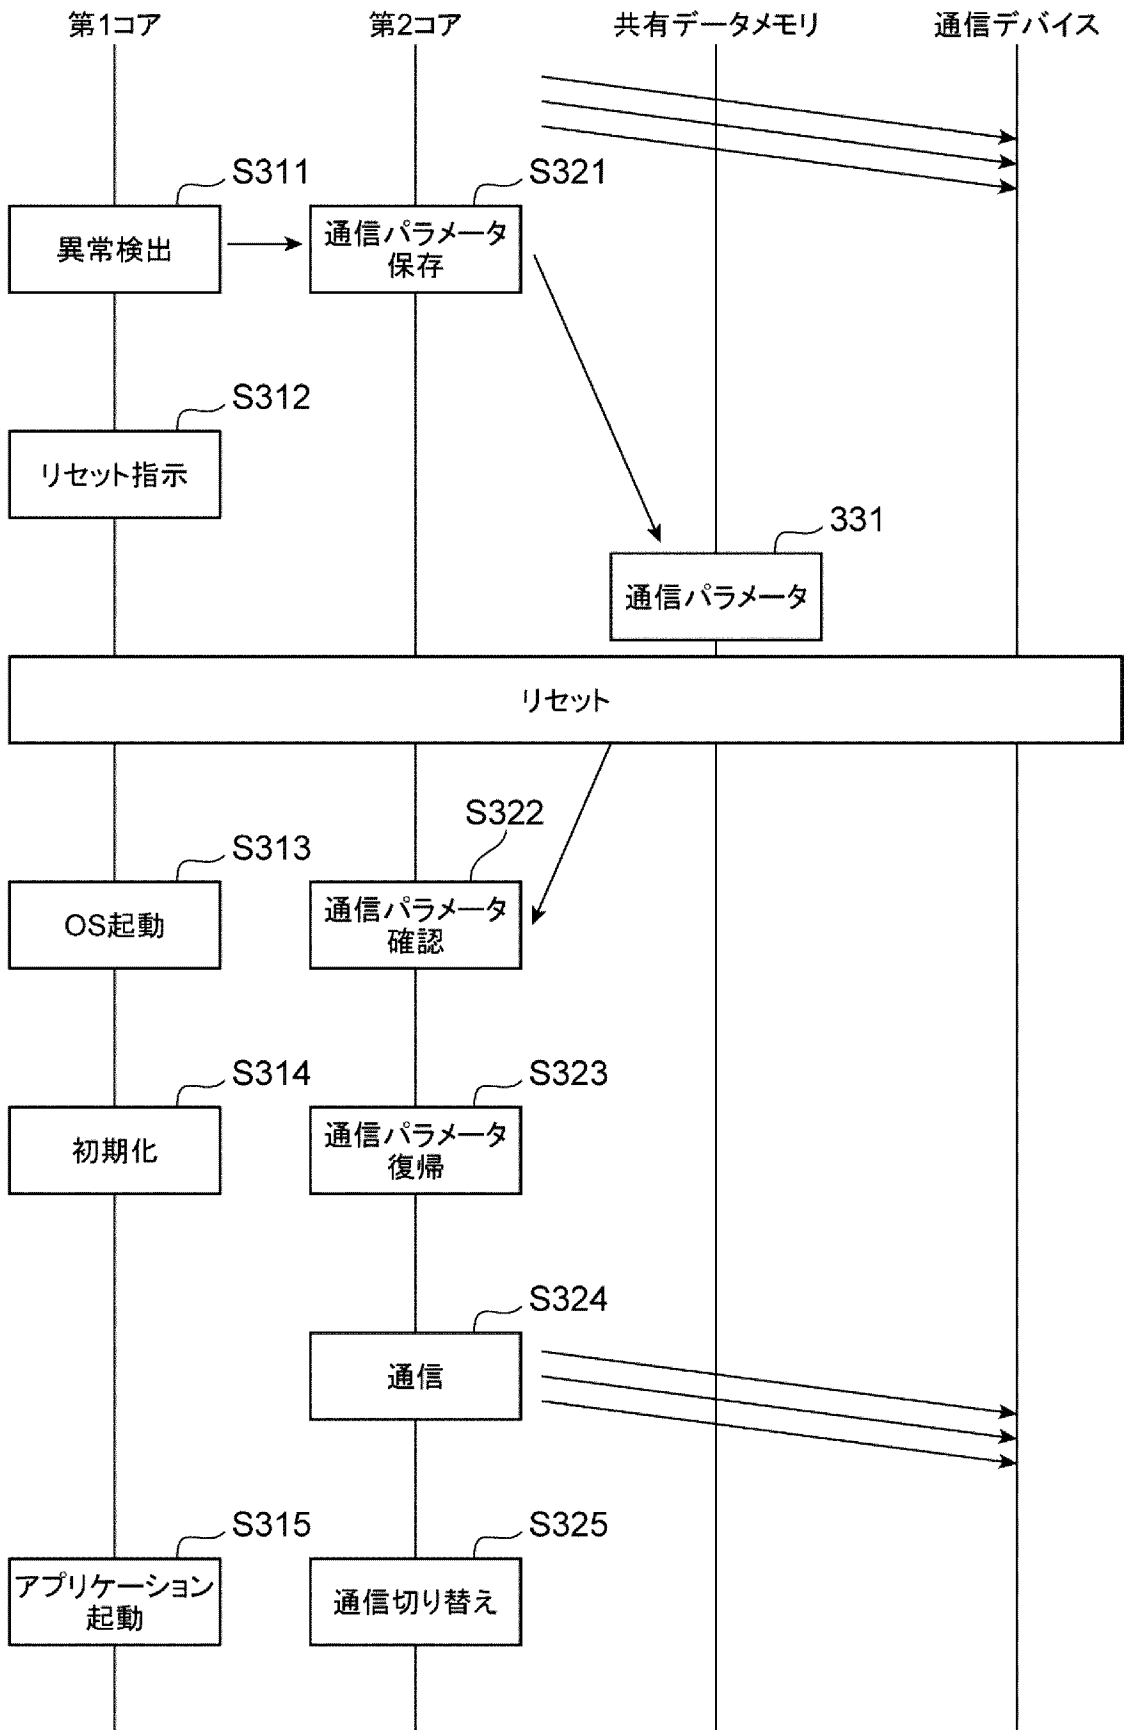 第1コア
第2コア
共有データメモリ
通信デバイス
S311
S321
異常検出
通信パラメータ
保存
S312
リセット指示
331
通信パラメータ
リセット
S322
S313
OS起動
通信パラメータ
確認
S314
S323
初期化
通信パラメータ
復帰
S324
通信
S315
S325
アプリケーション
起動
通信切り替え